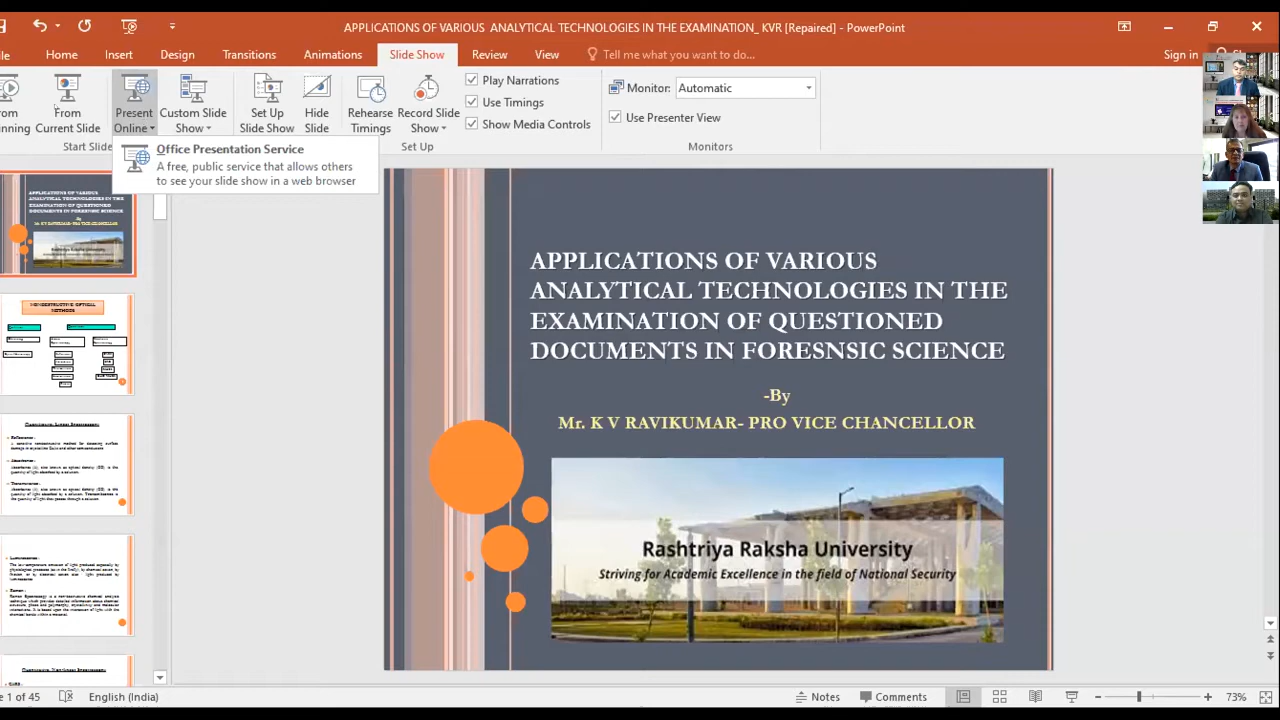 APPLICATIONS OF VARIOUS ANALYTICAL TECHNOLOGIES IN THE EXAMINATION_ KVR [Repaired] - PowerPoint
Home Insert Design Transitions Animations Slide Show Review View Tell me what you want to do... Sign in
From Current Slide
Present Online
Custom Slide Show
Set Up Slide Show
Hide Slide
Rehearse Timings
Record Slide Show
Play Narrations
Use Timings
Show Media Controls
Monitor: Automatic
Use Presenter View
Start Slide
Set Up
Monitors
Office Presentation Service
A free, public service that allows others
to see your slide show in a web browser
APPLICATIONS OF VARIOUS
ANALYTICAL TECHNOLOGIES IN THE
EXAMINATION OF QUESTIONED
DOCUMENTS IN FORESNSIC SCIENCE
-By
Mr. K V RAVIKUMAR- PRO VICE CHANCELLOR
Rashtriya Raksha University
Striving for Academic Excellence in the field of National Security
1 of 45 English (India) Notes Comments 73%